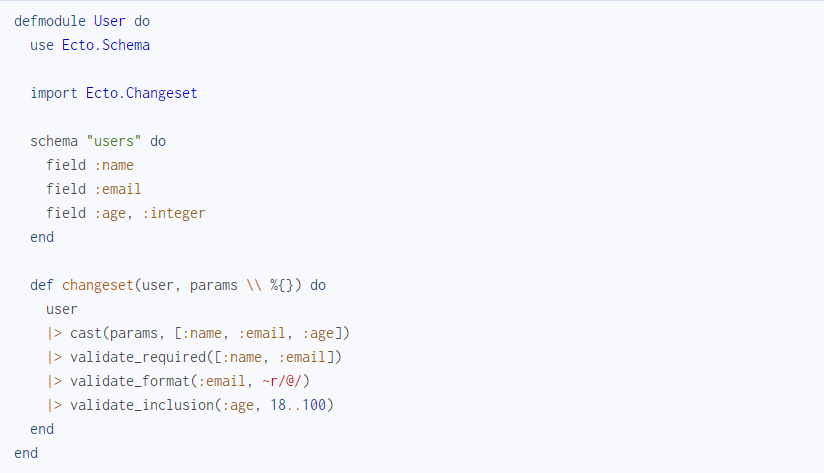 defmodule User do
  use Ecto.Schema

  import Ecto.Changeset

  schema "users" do
    field :name
    field :email
    field :age, :integer
  end

  def changeset(user, params \\ %{}) do
    user
    |> cast(params, [:name, :email, :age])
    |> validate_required([:name, :email])
    |> validate_format(:email, ~r/@/)
    |> validate_inclusion(:age, 18..100)
  end
end